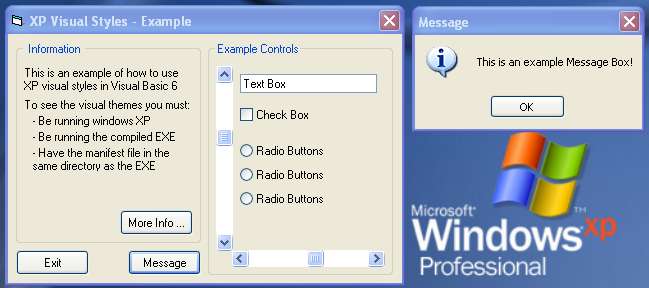 XP Visual Styles - Example
Information
This is an example of how to use
XP visual styles in Visual Basic 6
To see the visual themes you must:
- Be running windows XP
- Be running the compiled EXE
- Have the manifest file in the
same directory as the EXE
More Info ...
Exit
Message
Example Controls
Text Box
Check Box
Radio Buttons
Radio Buttons
Radio Buttons
Message
This is an example Message Box!
OK
Microsoft®
Windows xp
TM
Professional